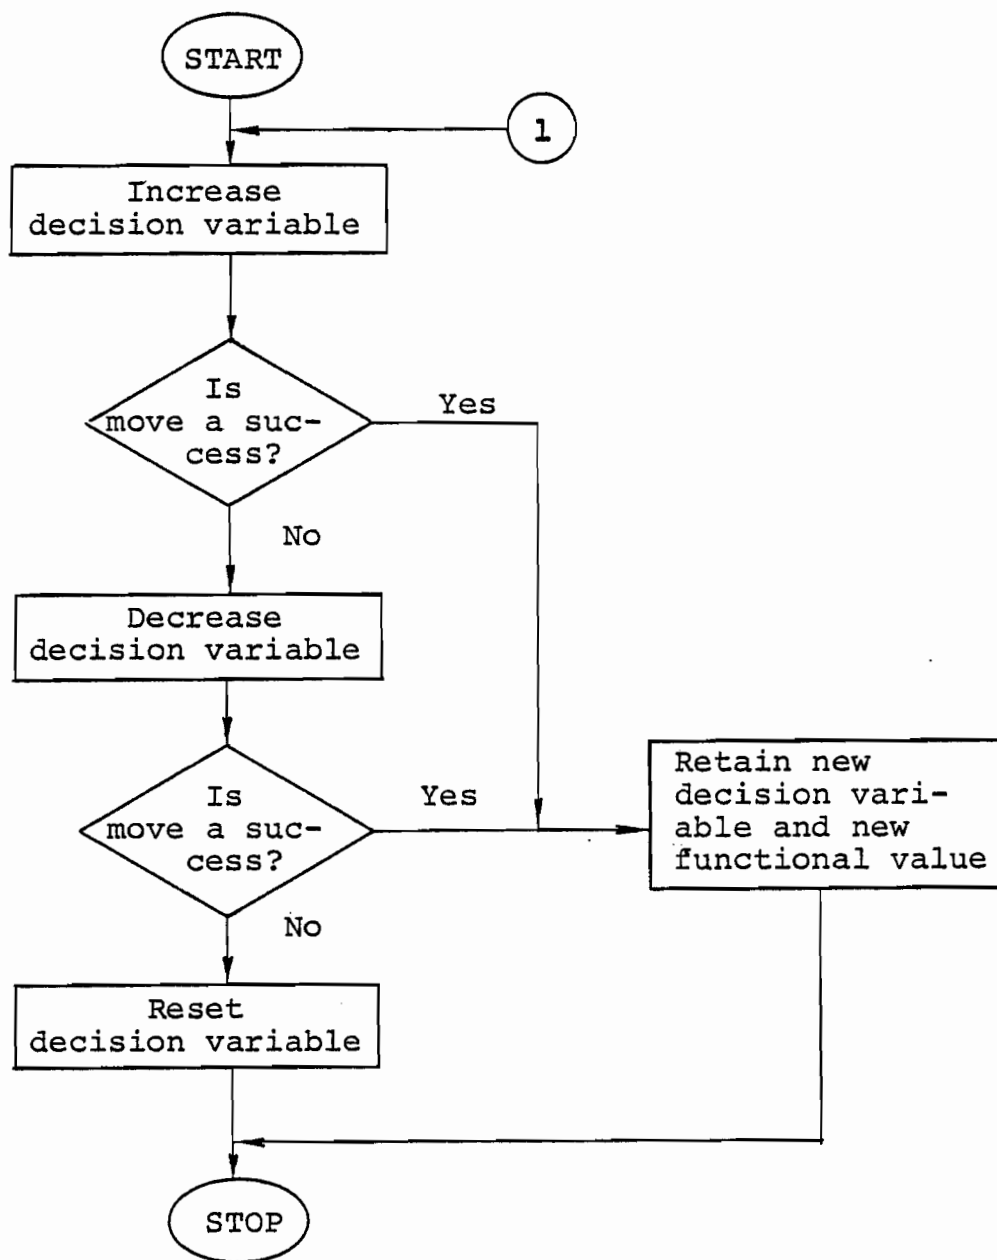 START
1
Increase
decision variable
Is
move a suc-
cess?
Yes
No
Decrease
decision variable
Is
move a suc-
cess?
Yes
No
Retain new
decision vari-
able and new
functional value
Reset
decision variable
STOP